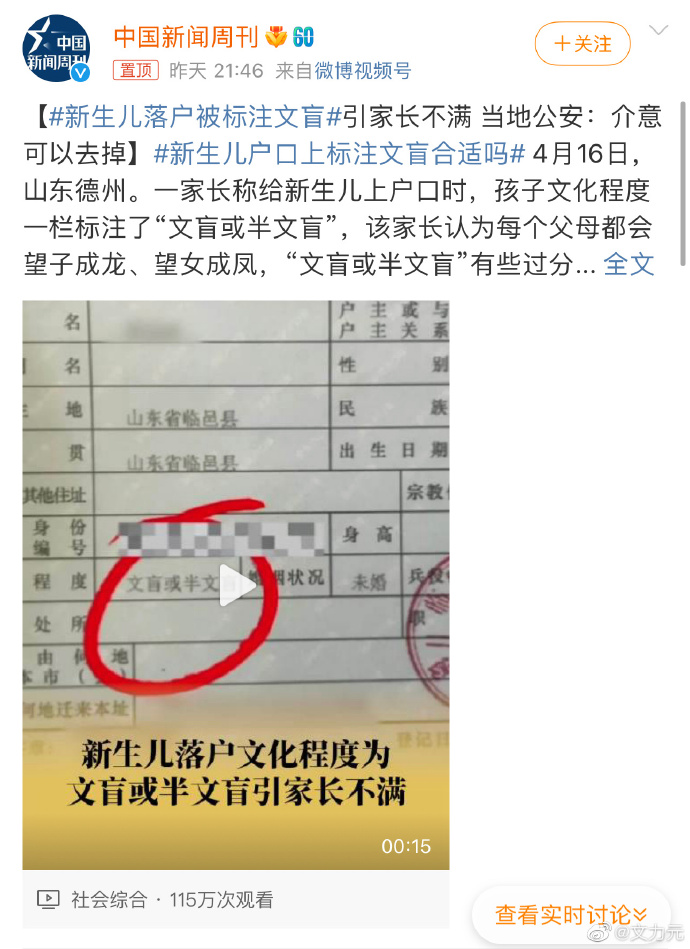 中国
新闻周刊
中国新闻周刊
60
+关注
置顶 昨天 21:46 来自微博视频号
【#新生儿落户被标注文盲#引家长不满 当地公安：介意
可以去掉】#新生儿户口上标注文盲合适吗# 4月16日，
山东德州。一家长称给新生儿上户口时，孩子文化程度
一栏标注了“文盲或半文盲”，该家长认为每个父母都会
望子成龙、望女成凤，“文盲或半文盲”有些过分... 全文
名 户主或与
户主关系
名 性别
地 山东省临邑县 民族
贯 山东省临邑县 出生日期
其他住址 宗教
身份
编号 身高
程度 文盲或半文盲 婚姻状况 未婚 兵役
处所 职
由何地
本市（
何地迁来本址
登记日
新生儿落户文化程度为
文盲或半文盲引家长不满
00:15
社会综合 · 115万次观看
查看实时讨论
@艾力元